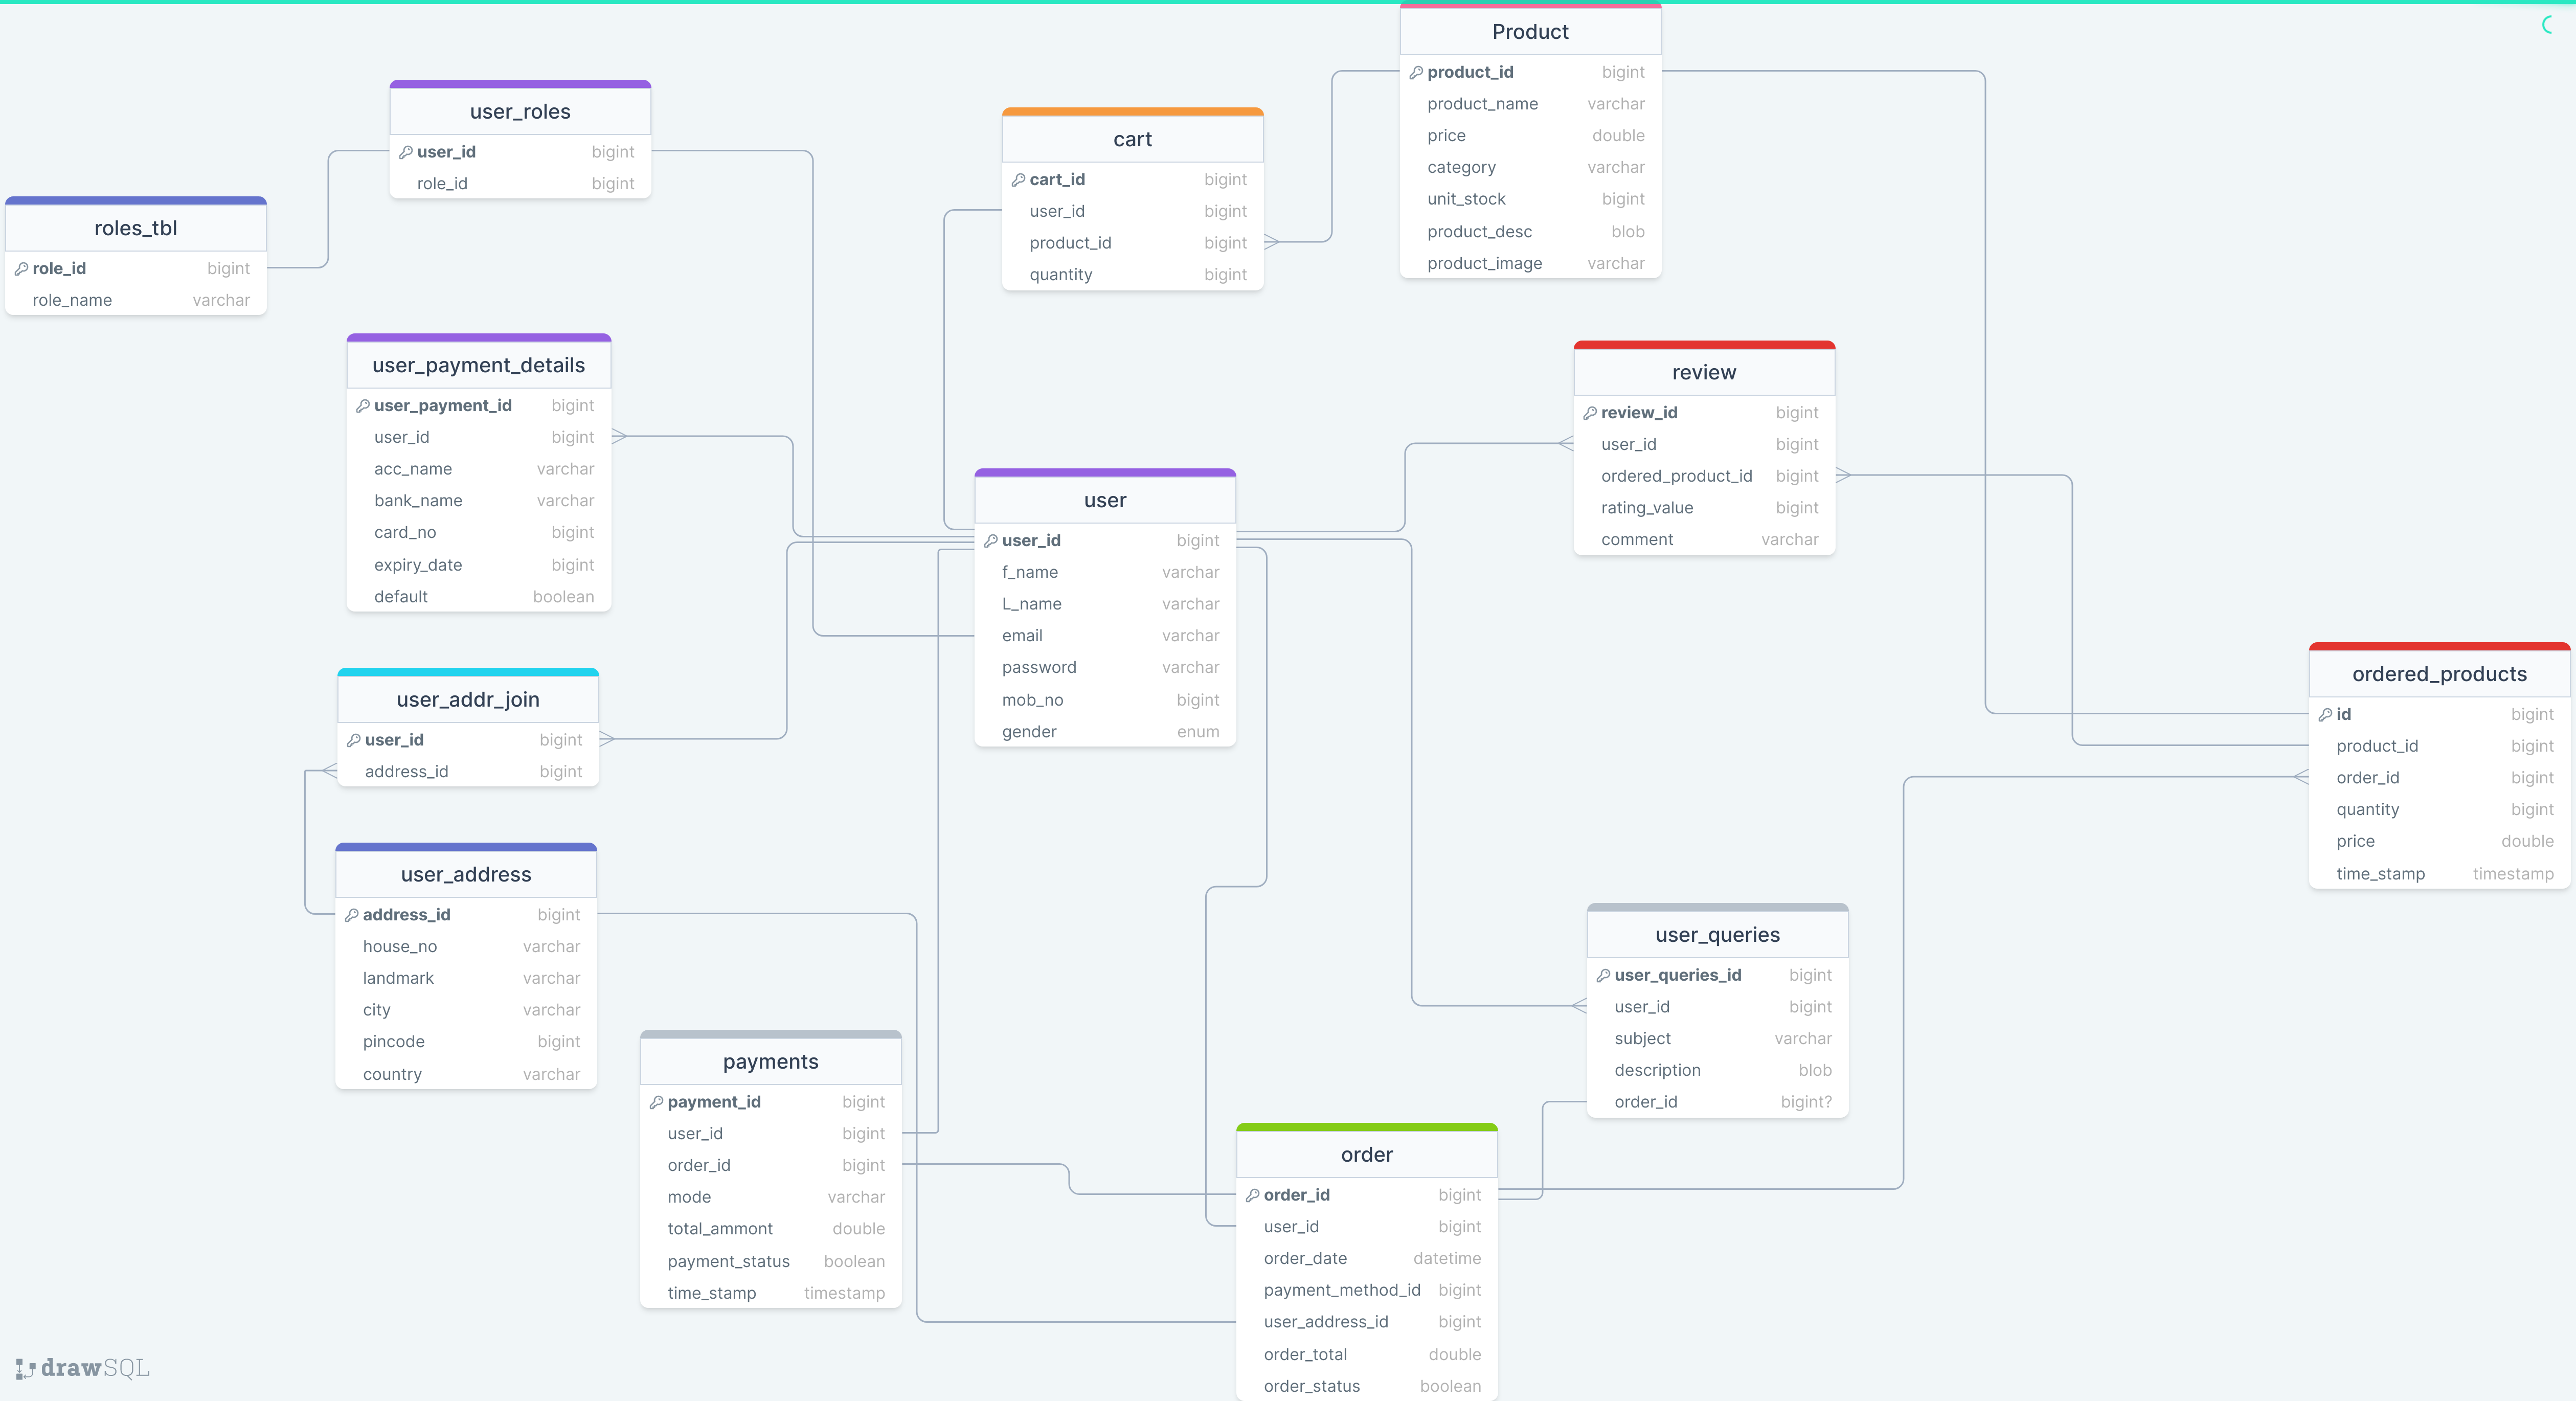 Product
product_id bigint
product_name varchar
price double
category varchar
unit_stock bigint
product_desc blob
product_image varchar
user_roles
user_id bigint
role_id bigint
cart
cart_id bigint
user_id bigint
product_id bigint
quantity bigint
roles_tbl
role_id bigint
role_name varchar
user_payment_details
user_payment_id bigint
user_id bigint
acc_name varchar
bank_name varchar
card_no bigint
expiry_date bigint
default boolean
review
review_id bigint
user_id bigint
ordered_product_id bigint
rating_value bigint
comment varchar
user
user_id bigint
f_name varchar
L_name varchar
email varchar
password varchar
mob_no bigint
gender enum
ordered_products
id bigint
product_id bigint
order_id bigint
quantity bigint
price double
time_stamp timestamp
user_addr_join
user_id bigint
address_id bigint
user_address
address_id bigint
house_no varchar
landmark varchar
city varchar
pincode bigint
country varchar
user_queries
user_queries_id bigint
user_id bigint
subject varchar
description blob
order_id bigint?
payments
payment_id bigint
user_id bigint
order_id bigint
mode varchar
total_ammont double
payment_status boolean
time_stamp timestamp
order
order_id bigint
user_id bigint
order_date datetime
payment_method_id bigint
user_address_id bigint
order_total double
order_status boolean
drawSQL